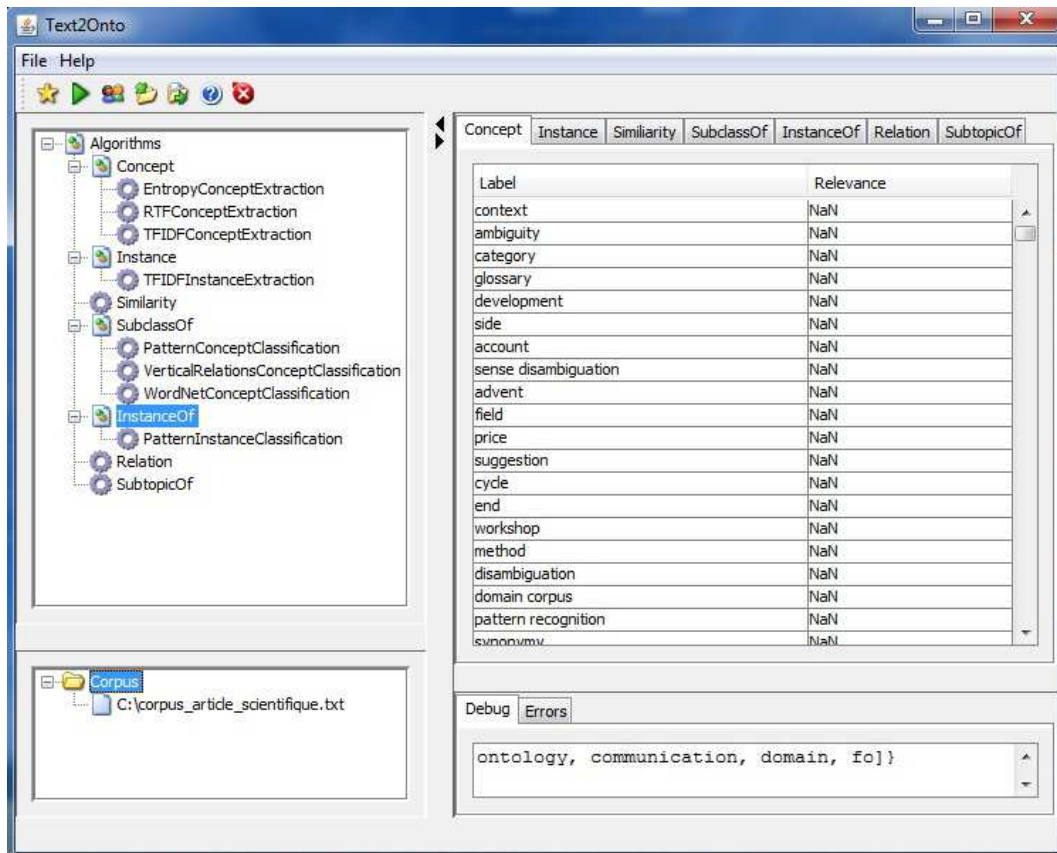 Text2Onto
File Help
Algorithms
Concept
EntropyConceptExtraction
RTFConceptExtraction
TFIDFConceptExtraction
Instance
TFIDFInstanceExtraction
Similarity
SubclassOf
PatternConceptClassification
VerticalRelationsConceptClassification
WordNetConceptClassification
InstanceOf
PatternInstanceClassification
Relation
SubtopicOf
Corpus
C:\corpus_article_scientifique.txt
Concept Instance Similiarity SubclassOf InstanceOf Relation SubtopicOf
Label Relevance
context NaN
ambiguity NaN
category NaN
glossary NaN
development NaN
side NaN
account NaN
sense disambiguation NaN
advent NaN
field NaN
price NaN
suggestion NaN
cycle NaN
end NaN
workshop NaN
method NaN
disambiguation NaN
domain corpus NaN
pattern recognition NaN
synonymy NaN
Debug Errors
ontology, communication, domain, fo]}